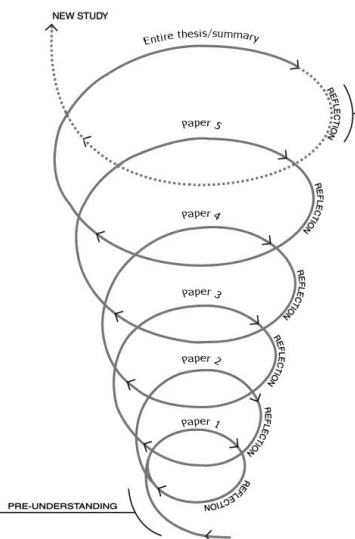 NEW STUDY
Entire thesis/summary
REFLECTION
Paper 5
REFLECTION
Paper 4
REFLECTION
Paper 3
REFLECTION
Paper 2
REFLECTION
Paper 1
REFLECTION
PRE-UNDERSTANDING